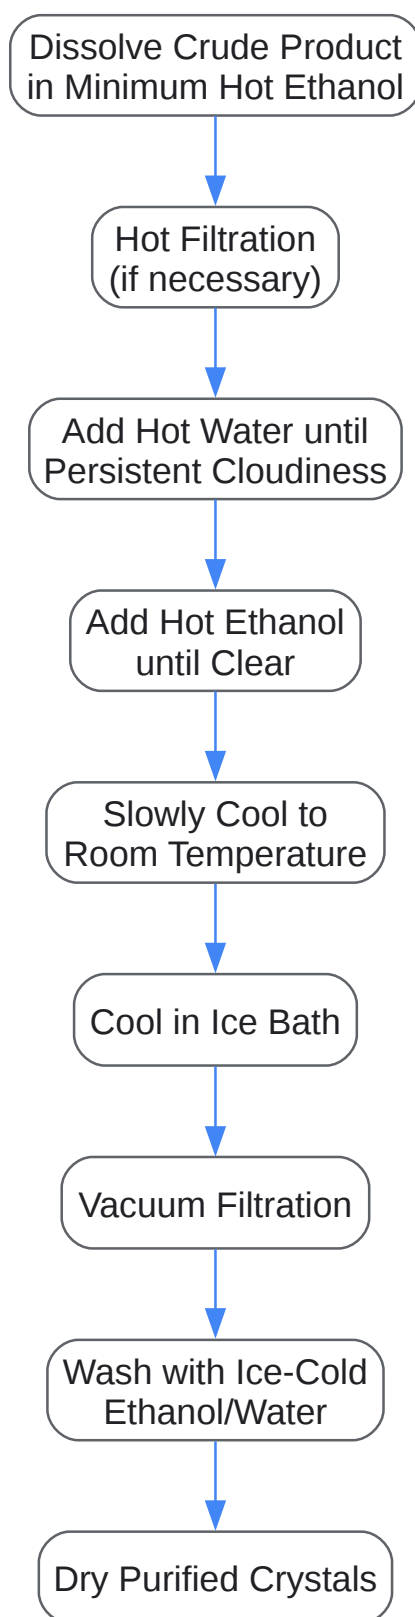 Dissolve Crude Product
in Minimum Hot Ethanol
Hot Filtration
(if necessary)
Add Hot Water until
Persistent Cloudiness
Add Hot Ethanol
until Clear
Slowly Cool to
Room Temperature
Cool in Ice Bath
Vacuum Filtration
Wash with Ice-Cold
Ethanol/Water
Dry Purified Crystals